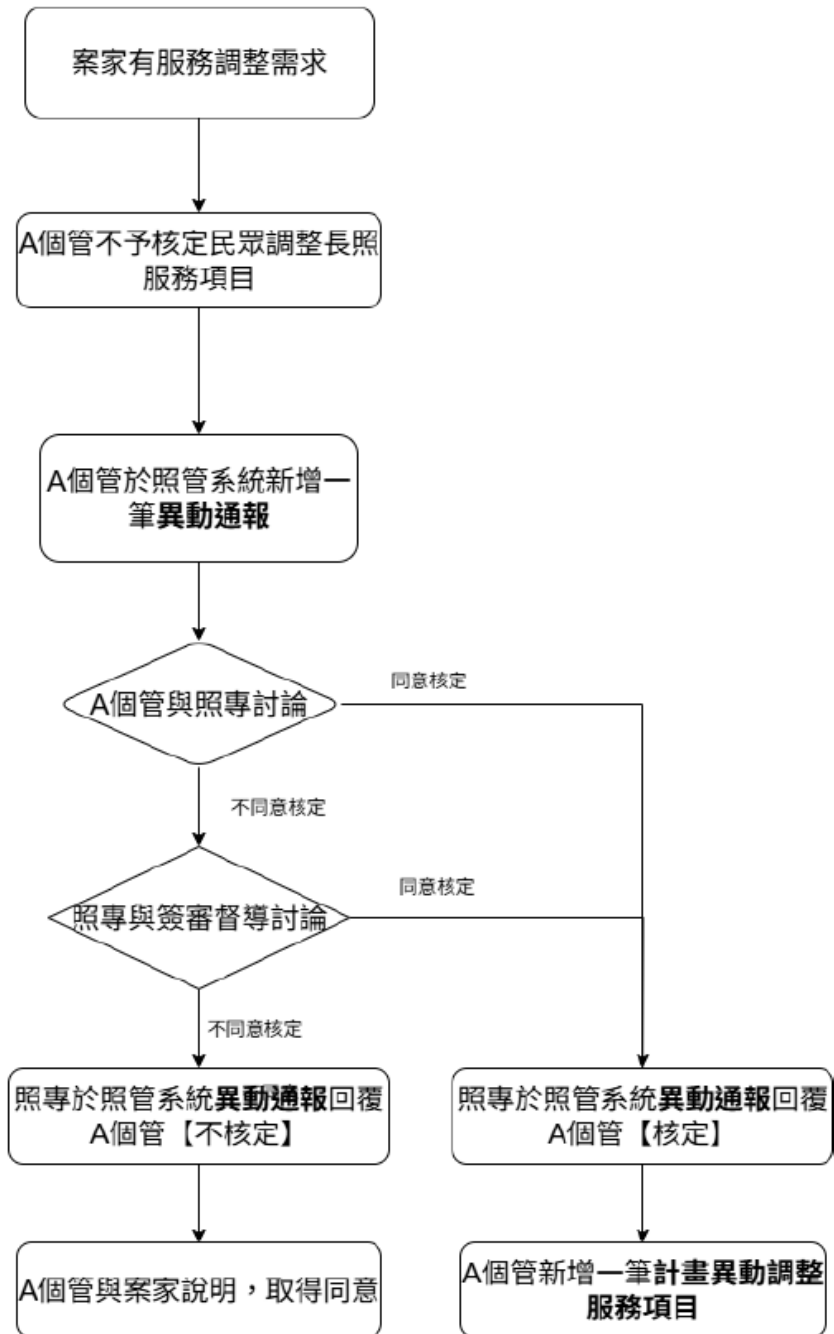 案家有服務調整需求
A個管不予核定民眾調整長照
服務項目
A個管於照管系統新增一
筆異動通報
A個管與照專討論
同意核定
不同意核定
照專與簽審督導討論
同意核定
不同意核定
照專於照管系統異動通報回覆
A個管【不核定】
照專於照管系統異動通報回覆
A個管【核定】
A個管與案家說明，取得同意
A個管新增一筆計畫異動調整
服務項目